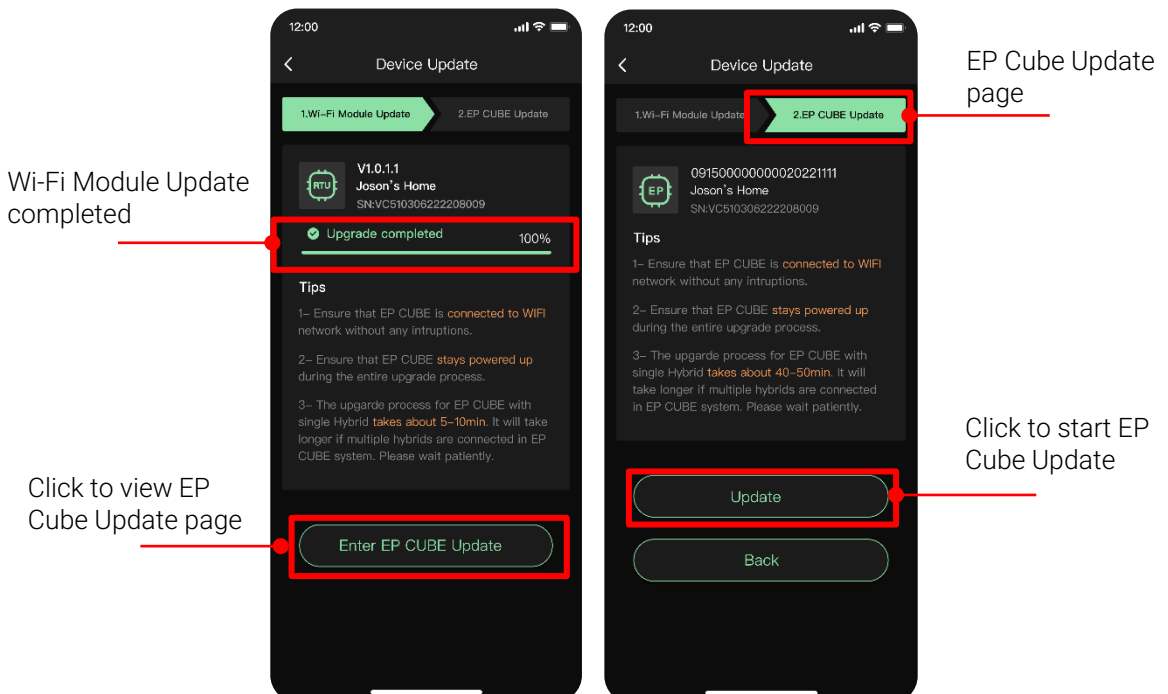 Wi-Fi Module Update
completed
Click to view EP
Cube Update page
12:00
Device Update
1.Wi-Fi Module Update
2.EP CUBE Update
RTU
V1.0.1.1
Joson's Home
SN:VC510306222208009
Upgrade completed
100%
Tips
1- Ensure that EP CUBE is connected to WIFI
network without any intruptions.
2- Ensure that EP CUBE stays powered up
during the entire upgrade process.
3- The upgarde process for EP CUBE with
single Hybrid takes about 5-10min. It will take
longer if multiple hybrids are connected in EP
CUBE system. Please wait patiently.
Enter EP CUBE Update
12:00
Device Update
1.Wi-Fi Module Update
2.EP CUBE Update
EP
09150000000002022​1111
Joson's Home
SN:VC510306222208009
Tips
1- Ensure that EP CUBE is connected to WIFI
network without any intruptions.
2- Ensure that EP CUBE stays powered up
during the entire upgrade process.
3- The upgarde process for EP CUBE with
single Hybrid takes about 40-50min. It will
take longer if multiple hybrids are connected
in EP CUBE system. Please wait patiently.
Update
Back
EP Cube Update
page
Click to start EP
Cube Update